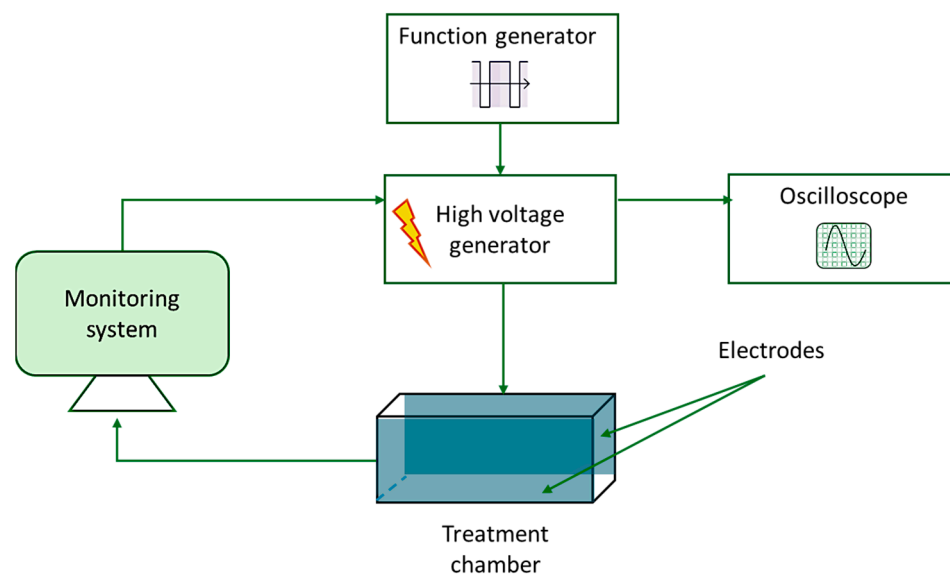 Function generator
High voltage
generator
Oscilloscope
Monitoring
system
Electrodes
Treatment
chamber